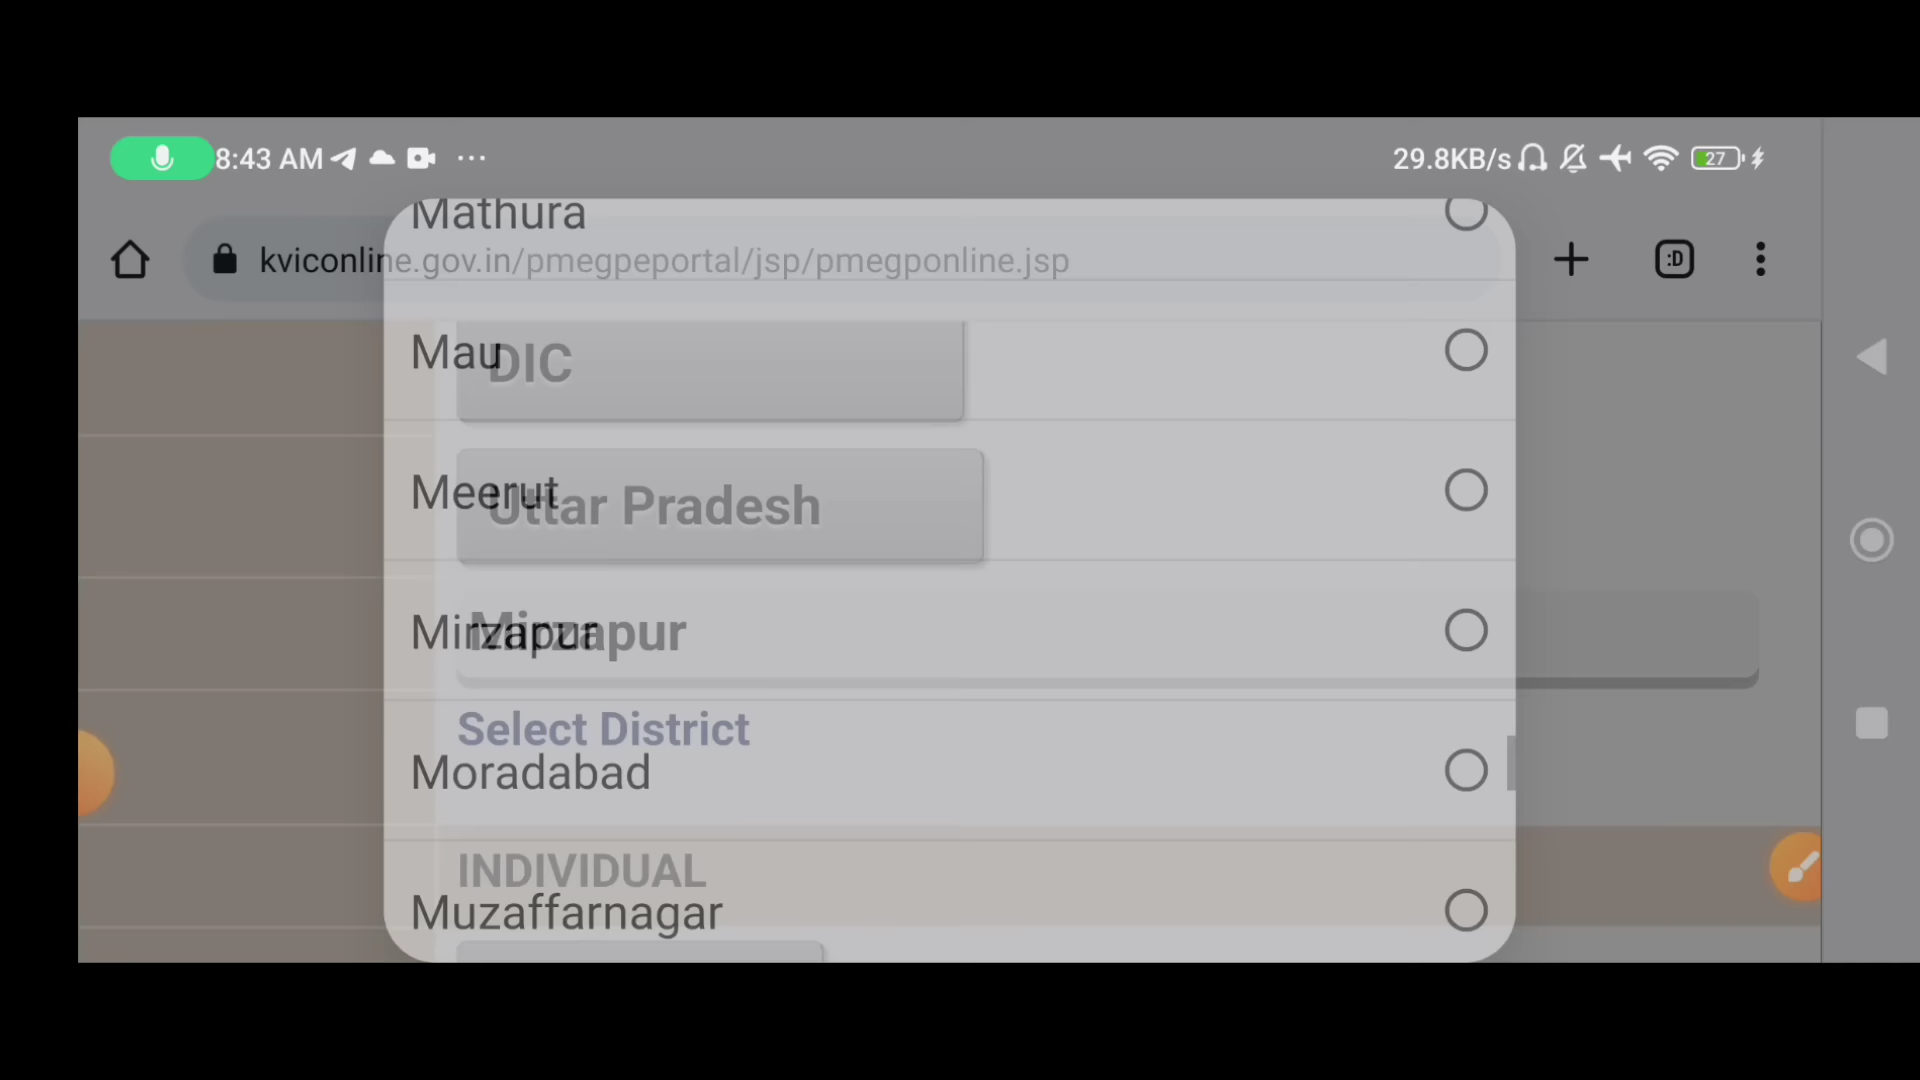 8:43 AM ... 29.8KB/s 27
Mathura
kviconline.gov.in/pmegpeportal/jsp/pmegponline.jsp :D
Mau
DIC
Meerut
Uttar Pradesh
Mirzapur
Mirzapur
Select District
Moradabad
INDIVIDUAL
Muzaffarnagar